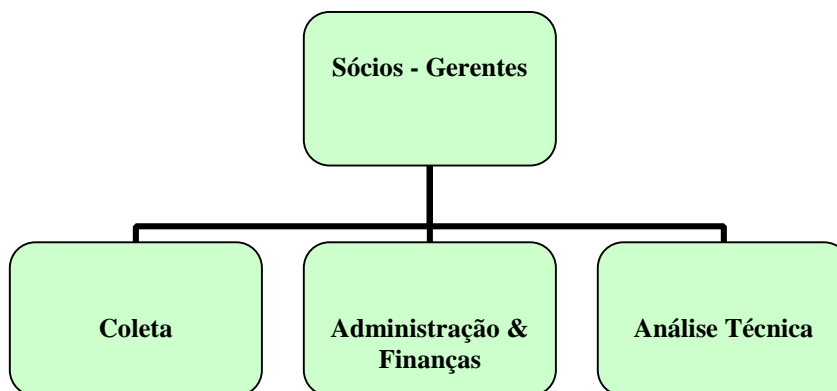 Sócios - Gerentes
Coleta
Administração &
Finanças
Análise Técnica